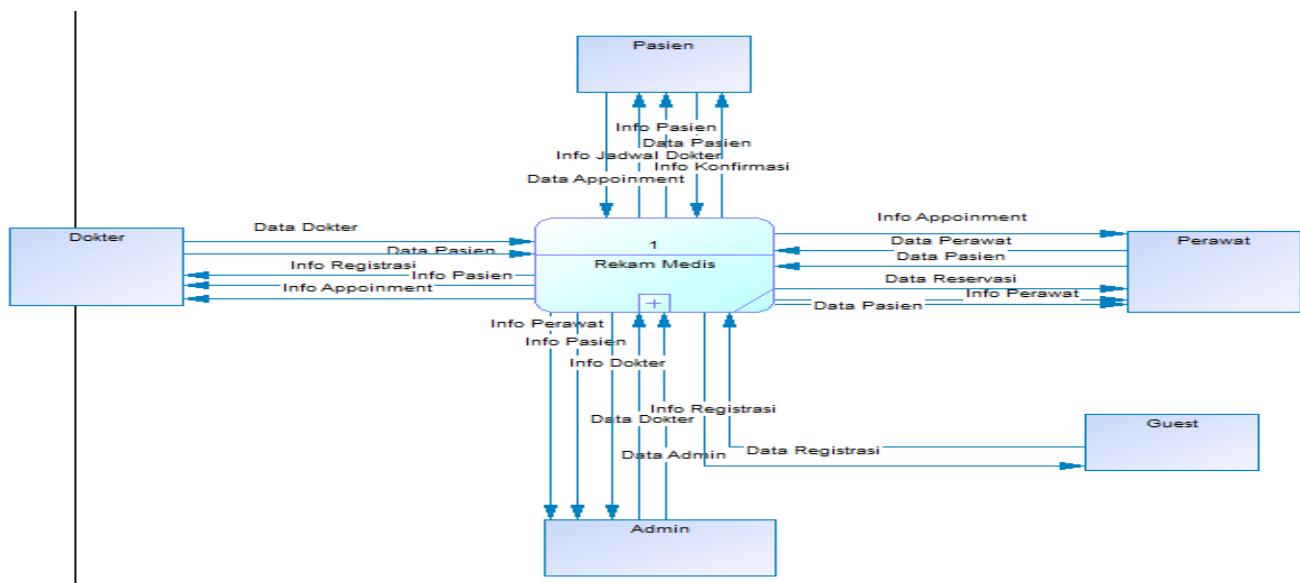 Pasien
Info Pasien
Data Pasien
Info Jadwal Dokter
Info Konfirmasi
Data Appoinment
Dokter
Data Dokter
Data Pasien
Info Registrasi
Info Pasien
Info Appoinment
1
Rekam Medis
Info Appoinment
Data Perawat
Data Pasien
Data Reservasi
Info Perawat
Data Pasien
Perawat
Info Perawat
Info Pasien
Info Dokter
Info Registrasi
Data Dokter
Data Admin
Data Registrasi
Guest
Admin